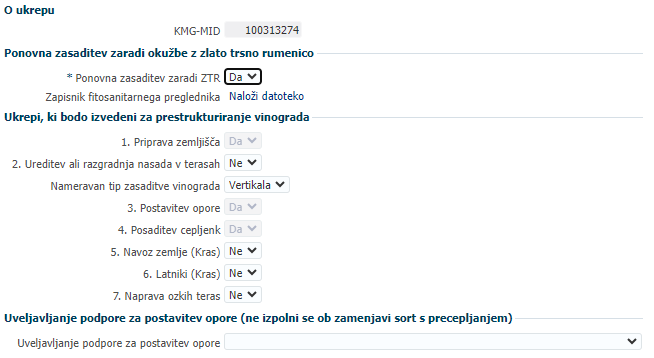 O ukrepu
KMG-MID 100313274
Ponovna zasaditev zaradi okužbe z zlato trsno rumenico
* Ponovna zasaditev zaradi ZTR Da
Zapisnik fitosanitarnega preglednika Naloži datoteko
Ukrepi, ki bodo izvedeni za prestrukturiranje vinograda
1. Priprava zemljišča Da
2. Ureditev ali razgradnja nasada v terasah Ne
Nameravan tip zasaditve vinograda Vertikala
3. Postavitev opore Da
4. Posaditev cepljenk Da
5. Navoz zemlje (Kras) Ne
6. Latniki (Kras) Ne
7. Naprava ozkih teras Ne
Uveljavljanje podpore za postavitev opore (ne izpolni se ob zamenjavi sort s precepljanjem)
Uveljavljanje podpore za postavitev opore